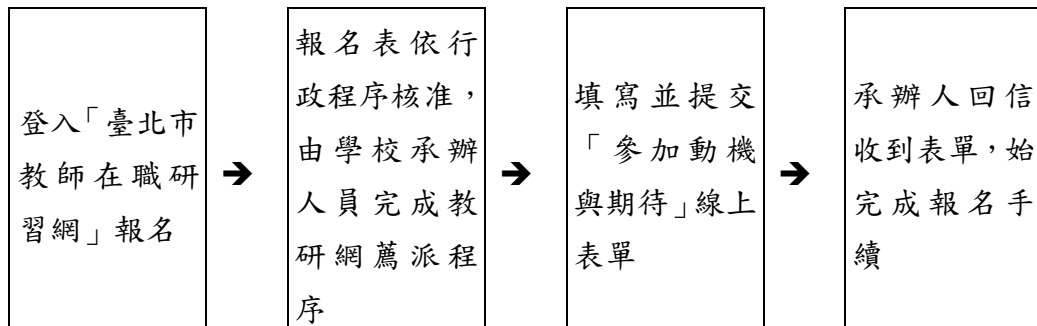 登入「臺北市
教師在職研
習網」報名
➔
報名表依行
政程序核准，
由學校承辦
人員完成教
研網薦派程
序
➔
填寫並提交
「參加動機
與期待」線上
表單
➔
承辦人回信
收到表單，始
完成報名手
續